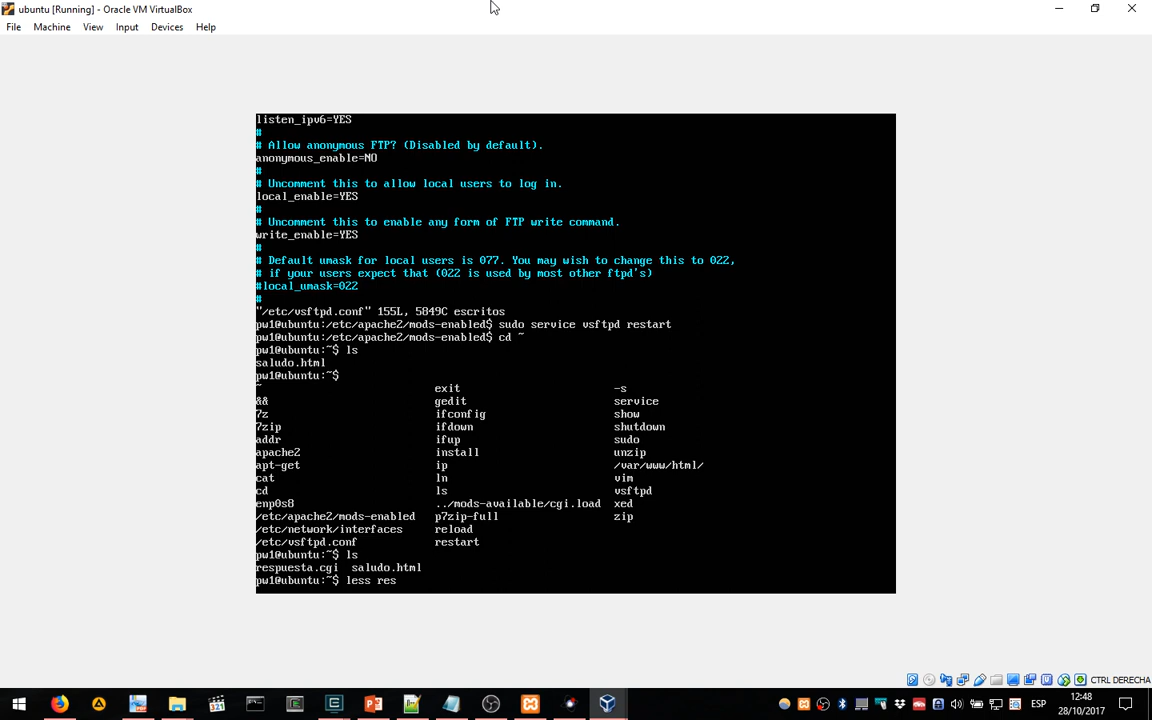 ubuntu [Running] - Oracle VM VirtualBox
File Machine View Input Devices Help
listen_ipv6=YES
#
# Allow anonymous FTP? (Disabled by default).
anonymous_enable=NO
#
# Uncomment this to allow local users to log in.
local_enable=YES
#
# Uncomment this to enable any form of FTP write command.
write_enable=YES
#
# Default umask for local users is 077. You may wish to change this to 022,
# if your users expect that (022 is used by most other ftpd's)
#local_umask=022
#
"/etc/vsftpd.conf" 155L, 5849C escritos
pw1@ubuntu:/etc/apache2/mods-enabled$ sudo service vsftpd restart
pw1@ubuntu:/etc/apache2/mods-enabled$ cd ~
pw1@ubuntu:~$ ls
saludo.html
pw1@ubuntu:~$
~ exit -s
&& gedit service
7z ifconfig show
7zip ifdown shutdown
addr ifup sudo
apache2 install unzip
apt-get ip /var/www/html/
cat ln vim
cd ls vsftpd
enp0s8 ../mods-available/cgi.load xed
/etc/apache2/mods-enabled p7zip-full zip
/etc/network/interfaces reload
/etc/vsftpd.conf restart
pw1@ubuntu:~$ ls
respuesta.cgi saludo.html
pw1@ubuntu:~$ less res
CTRL DERECHA
ESP
12:48
28/10/2017